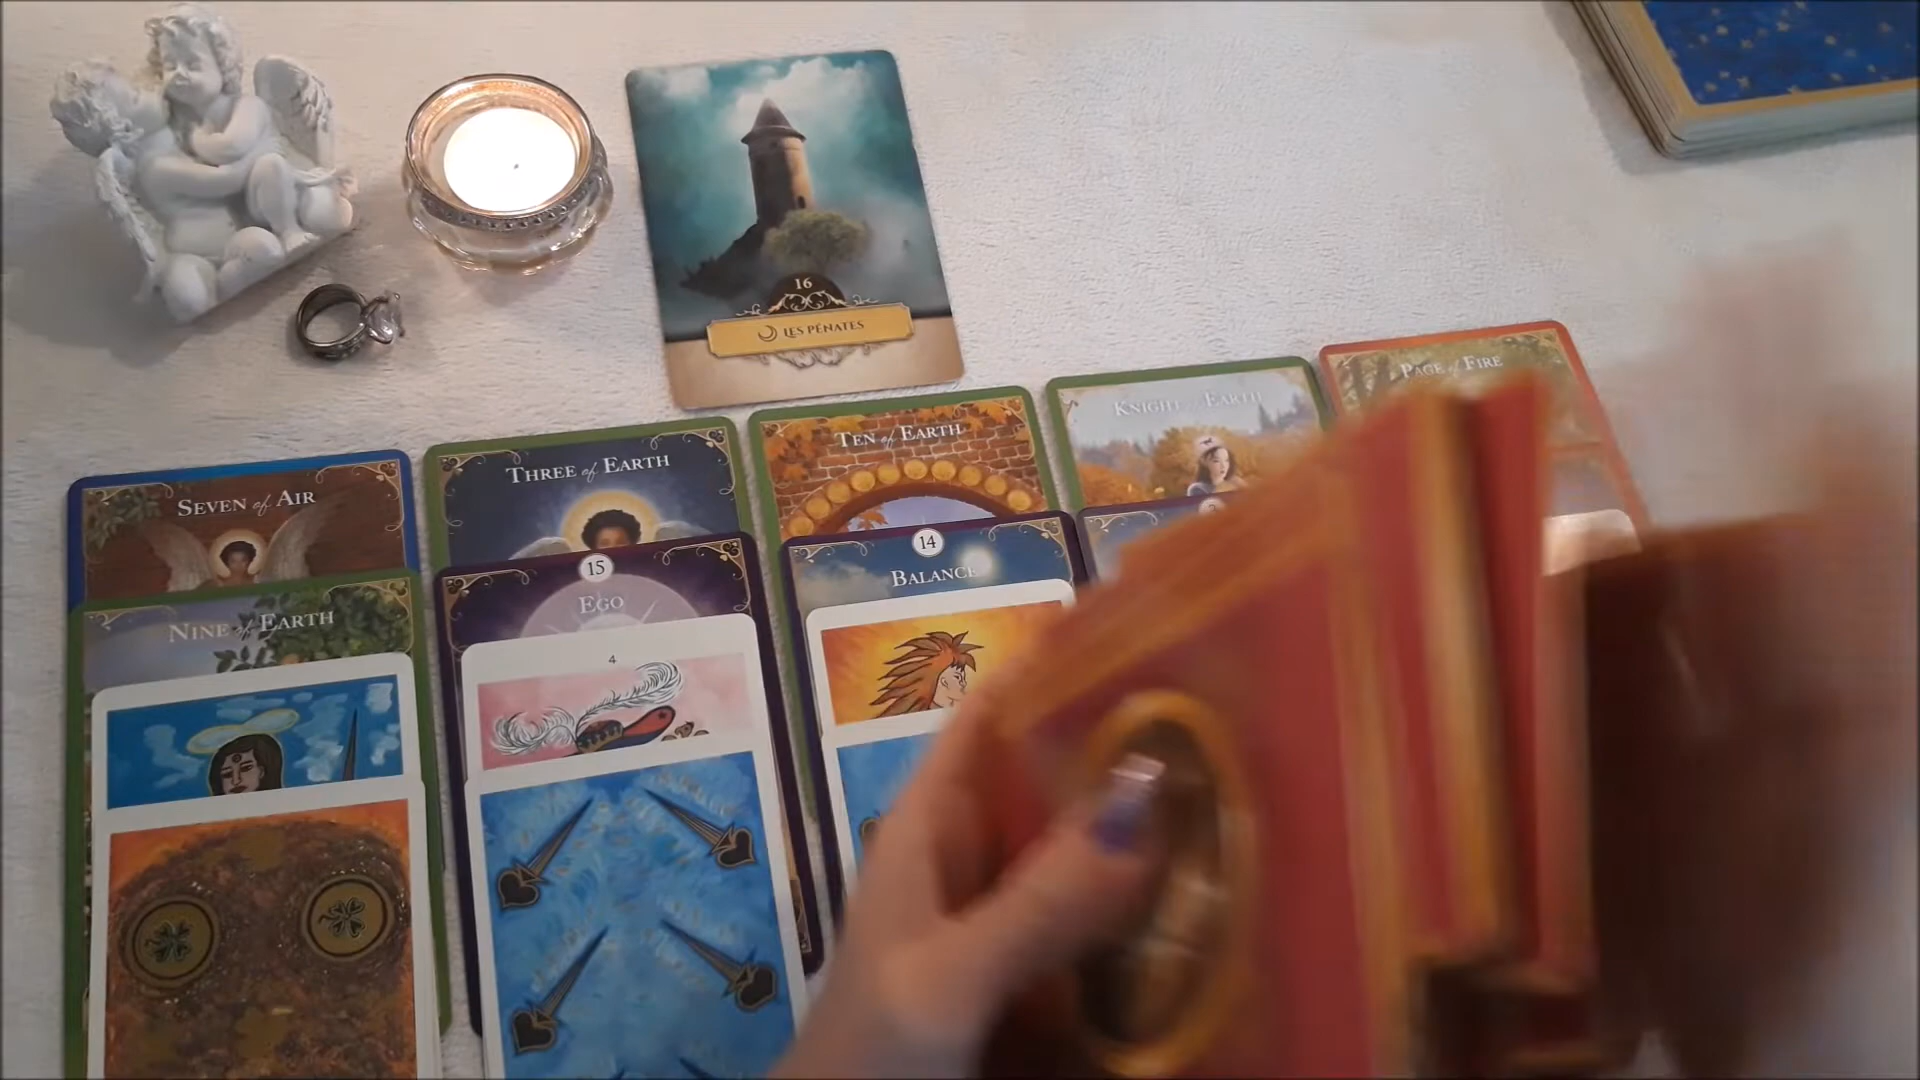 16
LES PÉNATES
SEVEN of AIR
THREE of EARTH
TEN of EARTH
KNIGHT of EARTH
PAGE of FIRE
NINE of EARTH
15
EGO
14
BALANCE
4